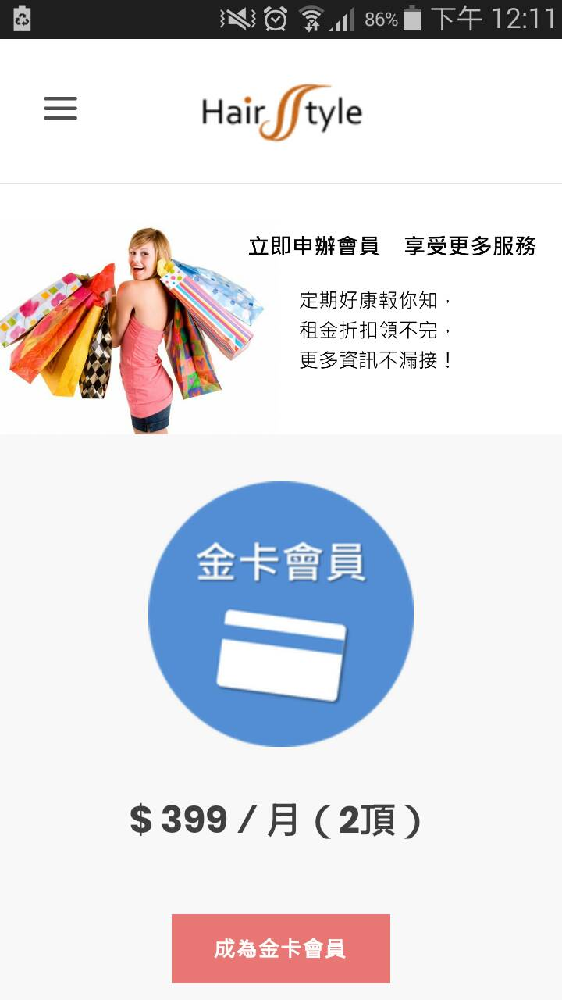 86% 下午 12:11
Hair Style
立即申辦會員 享受更多服務
定期好康報你知，
租金折扣領不完，
更多資訊不漏接！
金卡會員
$ 399 / 月 ( 2頂 )
成為金卡會員